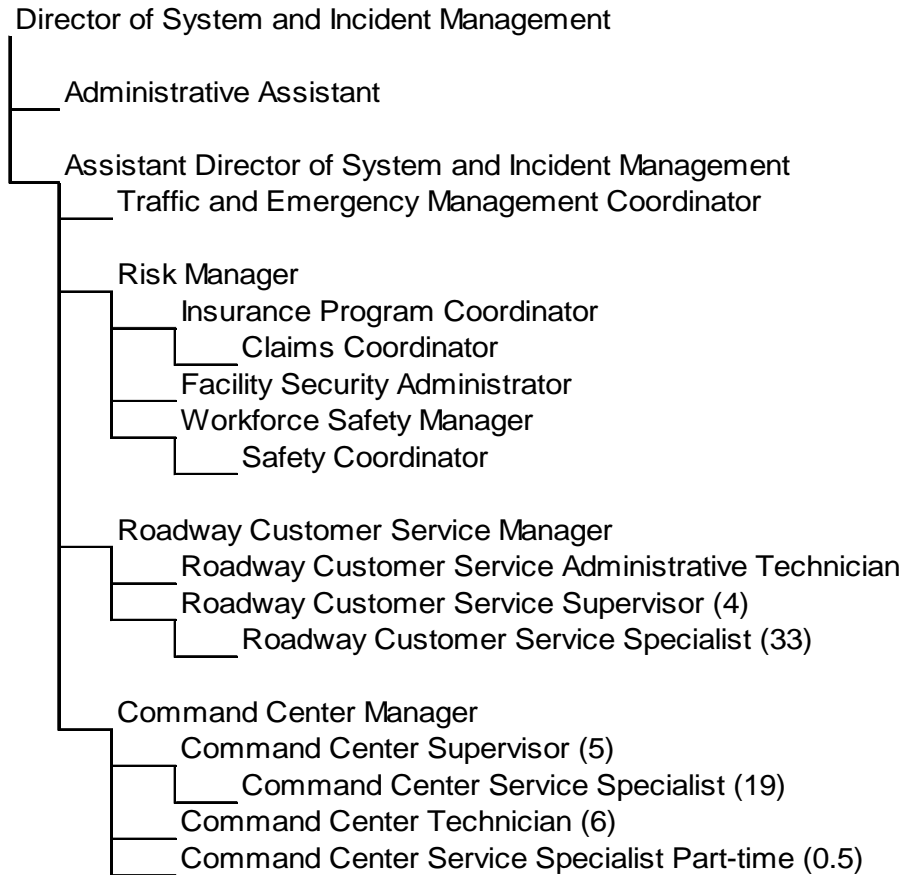 Director of System and Incident Management
Administrative Assistant
Assistant Director of System and Incident Management
Traffic and Emergency Management Coordinator
Risk Manager
Insurance Program Coordinator
Claims Coordinator
Facility Security Administrator
Workforce Safety Manager
Safety Coordinator
Roadway Customer Service Manager
Roadway Customer Service Administrative Technician
Roadway Customer Service Supervisor (4)
Roadway Customer Service Specialist (33)
Command Center Manager
Command Center Supervisor (5)
Command Center Service Specialist (19)
Command Center Technician (6)
Command Center Service Specialist Part-time (0.5)